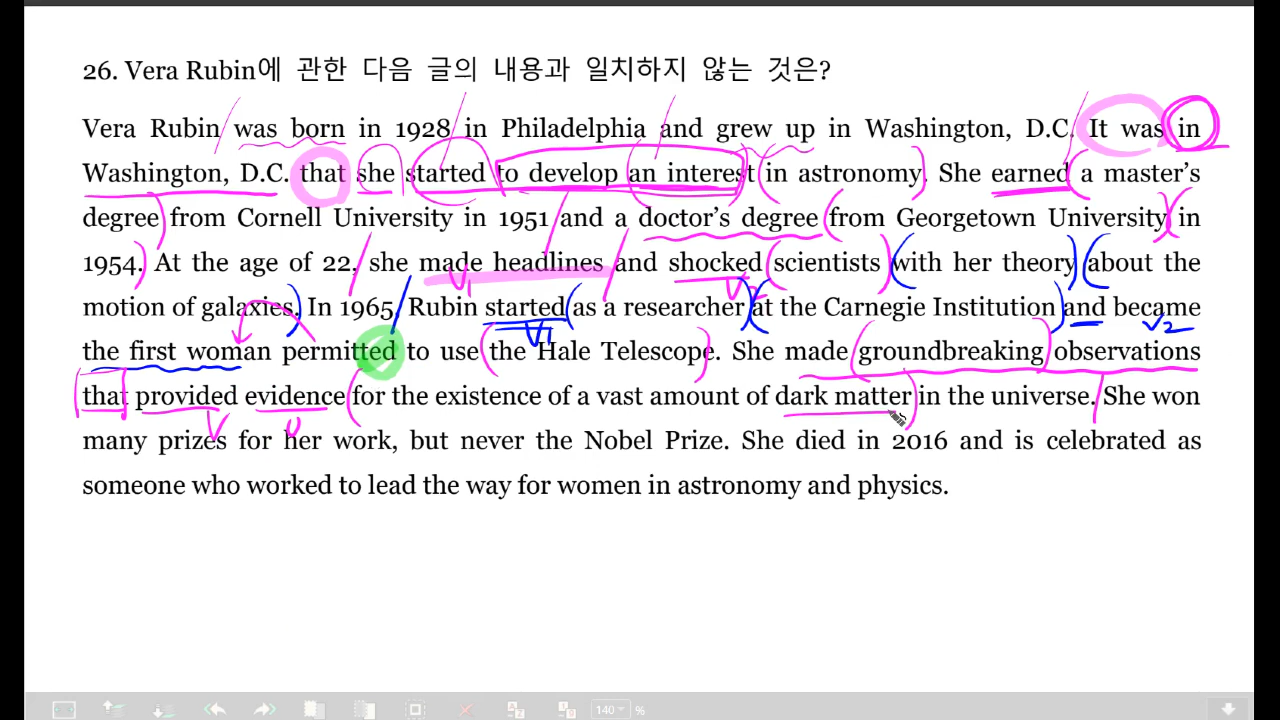 26. Vera Rubin에 관한 다음 글의 내용과 일치하지 않는 것은?
Vera Rubin was born in 1928 in Philadelphia and grew up in Washington, D.C. It was in
Washington, D.C. that she started to develop an interest in astronomy. She earned a master's
degree from Cornell University in 1951 and a doctor's degree from Georgetown University in
1954. At the age of 22, she made headlines and shocked scientists with her theory about the
V1 V2
motion of galaxies. In 1965, Rubin started as a researcher at the Carnegie Institution and became
V1 V2
the first woman permitted to use the Hale Telescope. She made groundbreaking observations
that provided evidence for the existence of a vast amount of dark matter in the universe. She won
V
many prizes for her work, but never the Nobel Prize. She died in 2016 and is celebrated as
someone who worked to lead the way for women in astronomy and physics.
140 %